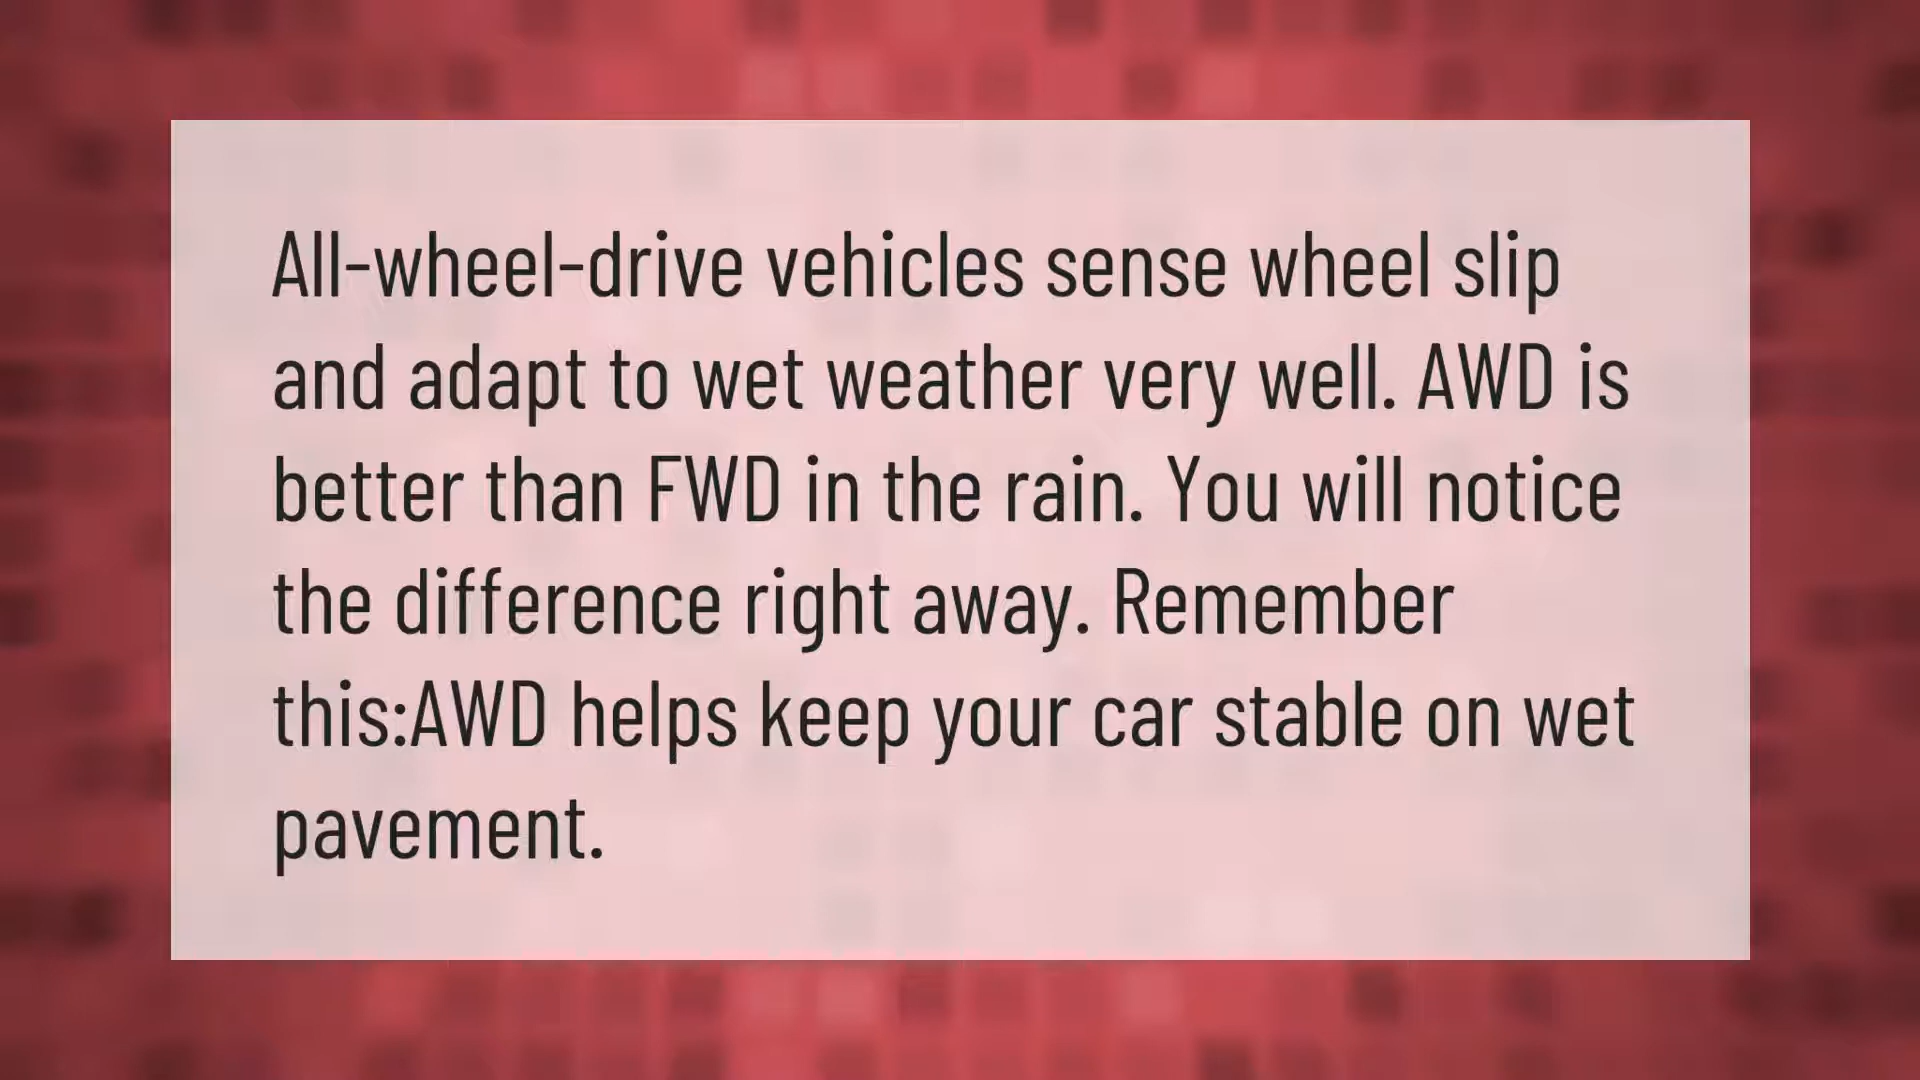 All-wheel-drive vehicles sense wheel slip
and adapt to wet weather very well. AWD is
better than FWD in the rain. You will notice
the difference right away. Remember
this:AWD helps keep your car stable on wet
pavement.